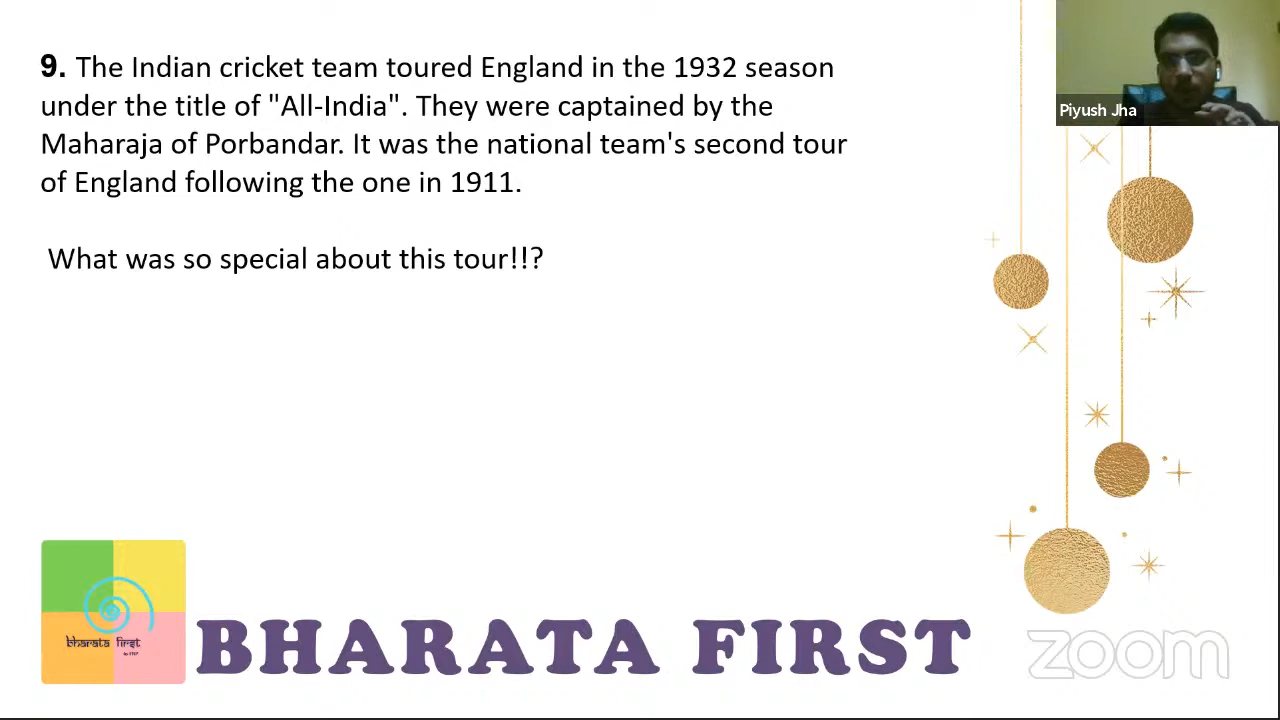 Piyush Jha
9. The Indian cricket team toured England in the 1932 season
under the title of "All-India". They were captained by the
Maharaja of Porbandar. It was the national team's second tour
of England following the one in 1911.
What was so special about this tour!!?
bharata first
BHARATA FIRST
zoom